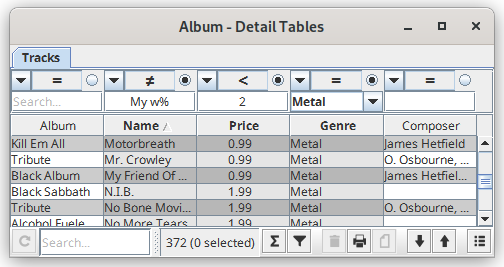 Album - Detail Tables
Tracks
= ≠ < = =
Search... My w% 2 Metal
Album Name Price Genre Composer
Kill Em All Motorbreath 0.99 Metal James Hetfield
Tribute Mr. Crowley 0.99 Metal O. Osbourne, ...
Black Album My Friend Of ... 0.99 Metal James Hetfiel...
Black Sabbath N.I.B. 1.99 Metal
Tribute No Bone Movi... 1.99 Metal O. Osbourne, ...
Alcohol Fuele... No More Tears 1.99 Metal
Search... 372 (0 selected) Σ